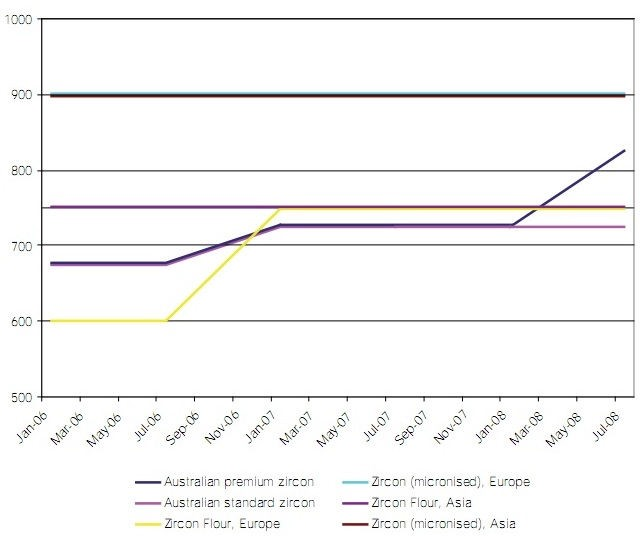 1000
900
800
700
600
500
Jan-06 Mar-06 May-06 Jul-06 Sep-06 Nov-06 Jan-07 Mar-07 May-07 Jul-07 Sep-07 Nov-07 Jan-08 Mar-08 May-08 Jul-08
Australian premium zircon Zircon (micronised), Europe
Australian standard zircon Zircon Flour, Asia
Zircon Flour, Europe Zircon (micronised), Asia